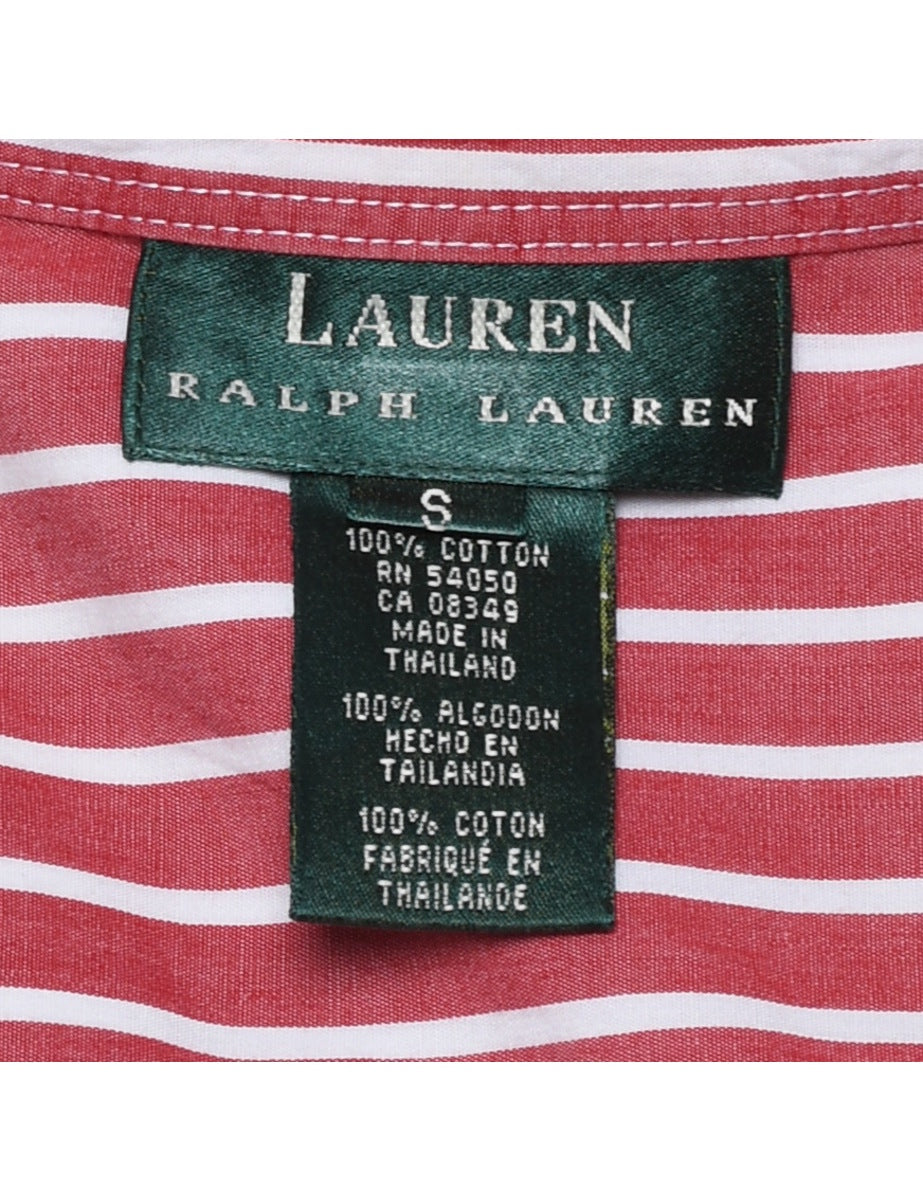 LAUREN
RALPH LAUREN
S
100% COTTON
RN 54050
CA 08349
MADE IN
THAILAND
100% ALGODON
HECHO EN
TAILANDIA
100% COTON
FABRIQUÉ EN
THAILANDE